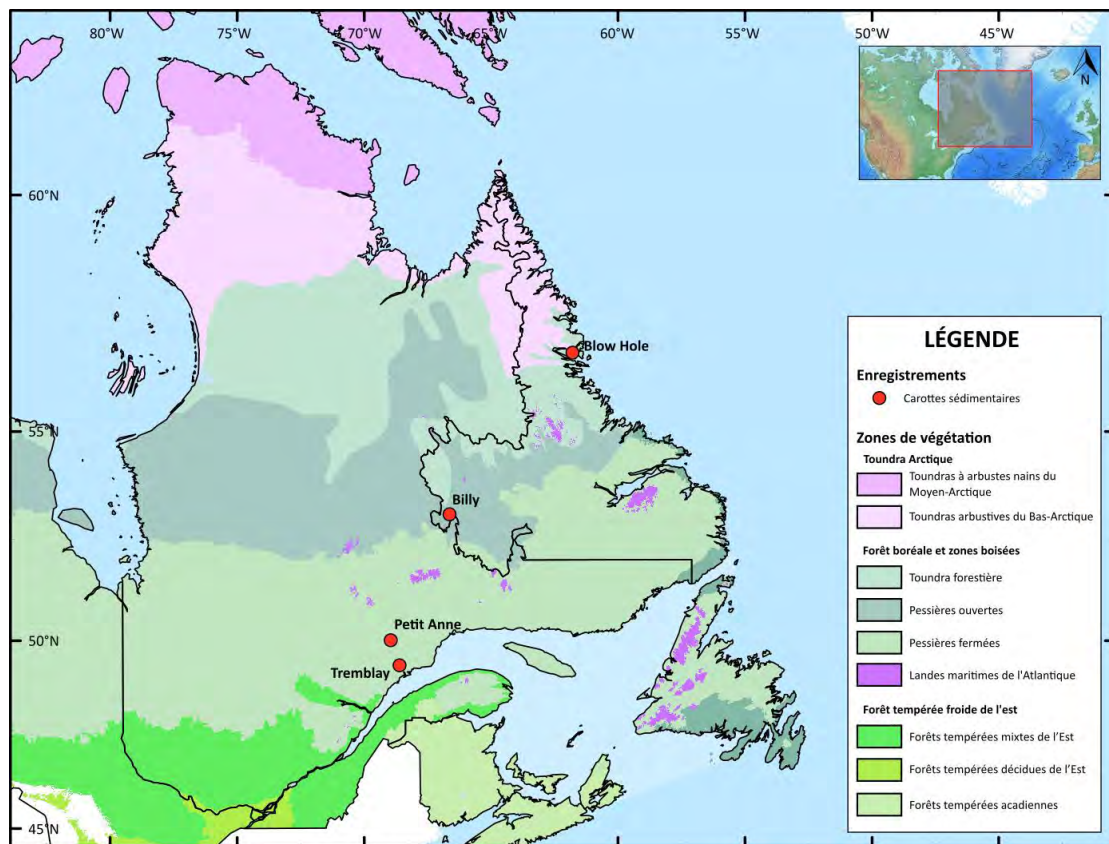 80°W 75°W 70°W 65°W 60°W 55°W 50°W 45°W
N
60°N
Blow Hole
55°N
Billy
Petit Anne
50°N
Tremblay
45°N
LÉGENDE
Enregistrements
Carottes sédimentaires
Zones de végétation
Toundra Arctique
Toundras à arbustes nains du
Moyen-Arctique
Toundras arbustives du Bas-Arctique
Forêt boréale et zones boisées
Toundra forestière
Pessières ouvertes
Pessières fermées
Landes maritimes de l'Atlantique
Forêt tempérée froide de l'est
Forêts tempérées mixtes de l'Est
Forêts tempérées décidues de l'Est
Forêts tempérées acadiennes